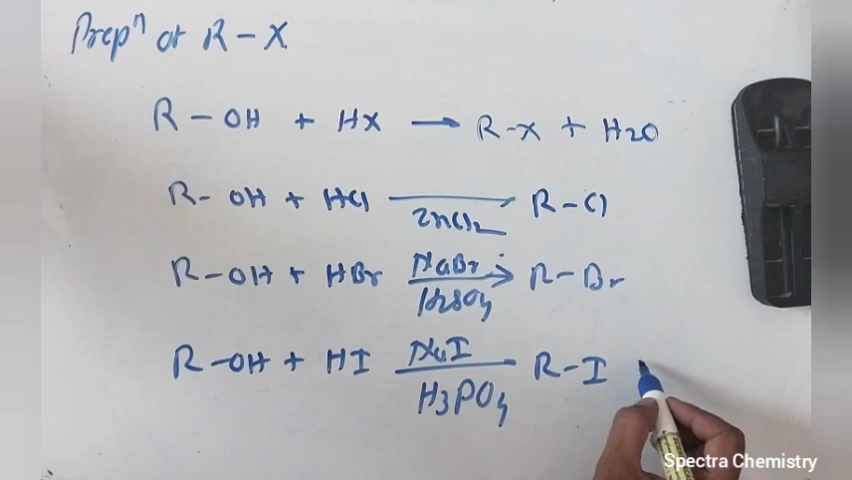 Prepⁿ of R – X
R – OH + HX → R-X + H2O
R- OH + HCl → R – Cl
ZnCl2
NaBr
R – OH + HBr → R – Br
H2SO4
NaI
R – OH + HI → R – I
H3PO4
Spectra Chemistry